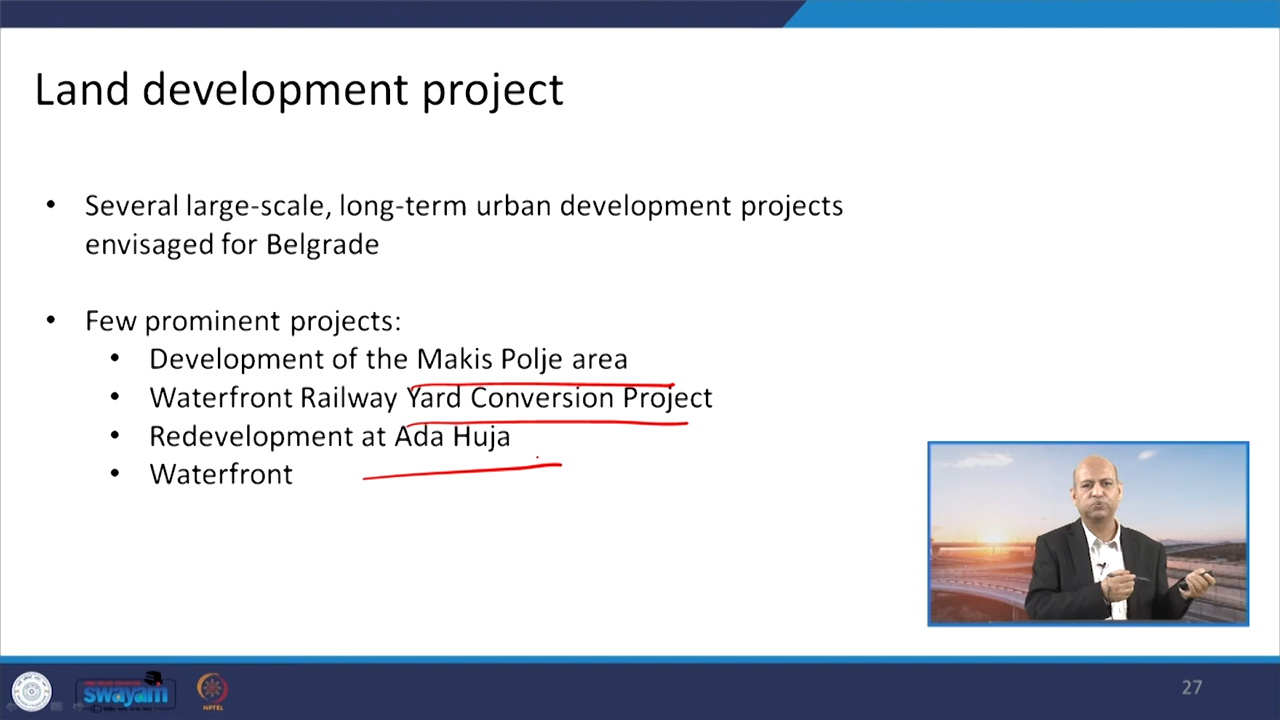 Land development project
• Several large-scale, long-term urban development projects
envisaged for Belgrade
• Few prominent projects:
• Development of the Makis Polje area
• Waterfront Railway Yard Conversion Project
• Redevelopment at Ada Huja
• Waterfront
swayam
NPTEL
27